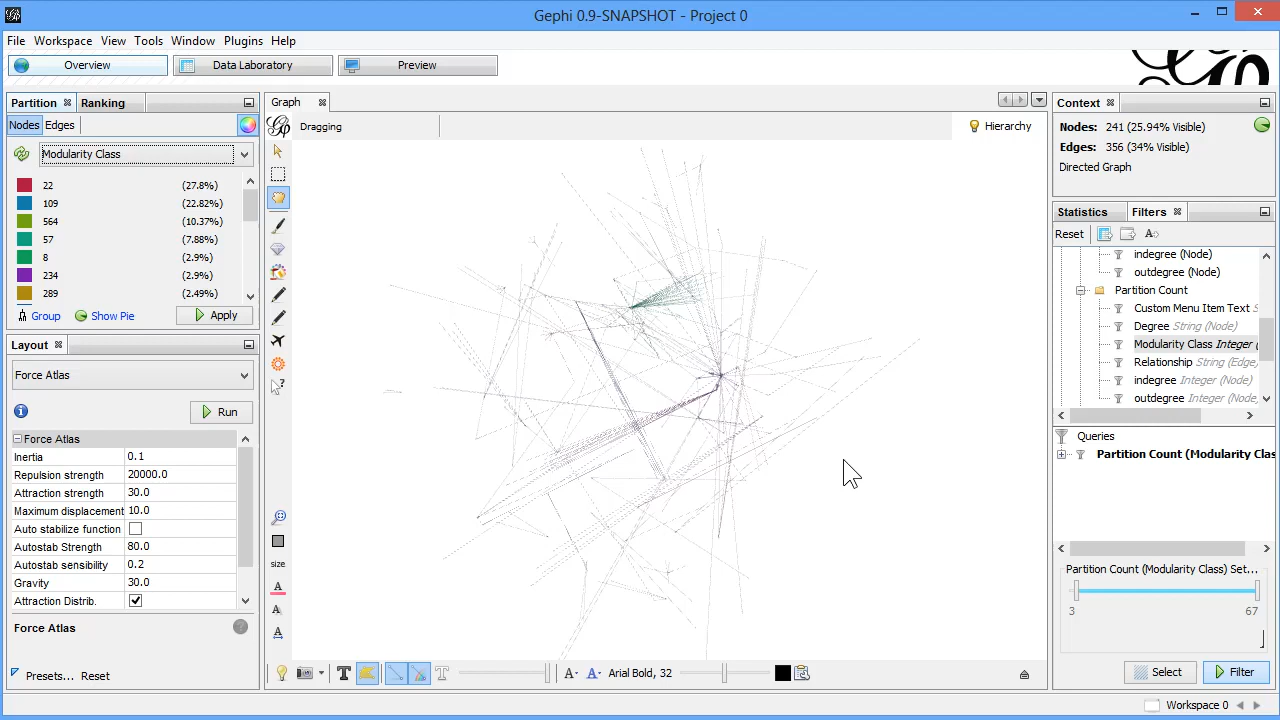 Gephi 0.9-SNAPSHOT - Project 0
File Workspace View Tools Window Plugins Help
Overview
Data Laboratory
Preview
Partition
Ranking
Nodes Edges
Modularity Class
22 (27.8%)
109 (22.82%)
564 (10.37%)
57 (7.88%)
8 (2.9%)
234 (2.9%)
289 (2.49%)
Group
Show Pie
Apply
Layout
Force Atlas
Run
Force Atlas
Inertia 0.1
Repulsion strength 20000.0
Attraction strength 30.0
Maximum displacement 10.0
Auto stabilize function
Autostab Strength 80.0
Autostab sensibility 0.2
Gravity 30.0
Attraction Distrib.
Force Atlas
Presets... Reset
Graph
Dragging
Hierarchy
size
Arial Bold, 32
Context
Nodes: 241 (25.94% Visible)
Edges: 356 (34% Visible)
Directed Graph
Statistics
Filters
Reset
indegree (Node)
outdegree (Node)
Partition Count
Custom Menu Item Text S
Degree String (Node)
Modularity Class Integer (
Relationship String (Edge)
indegree Integer (Node)
outdegree Integer (Node)
Queries
Partition Count (Modularity Clas
Partition Count (Modularity Class) Set...
3 67
Select
Filter
Workspace 0